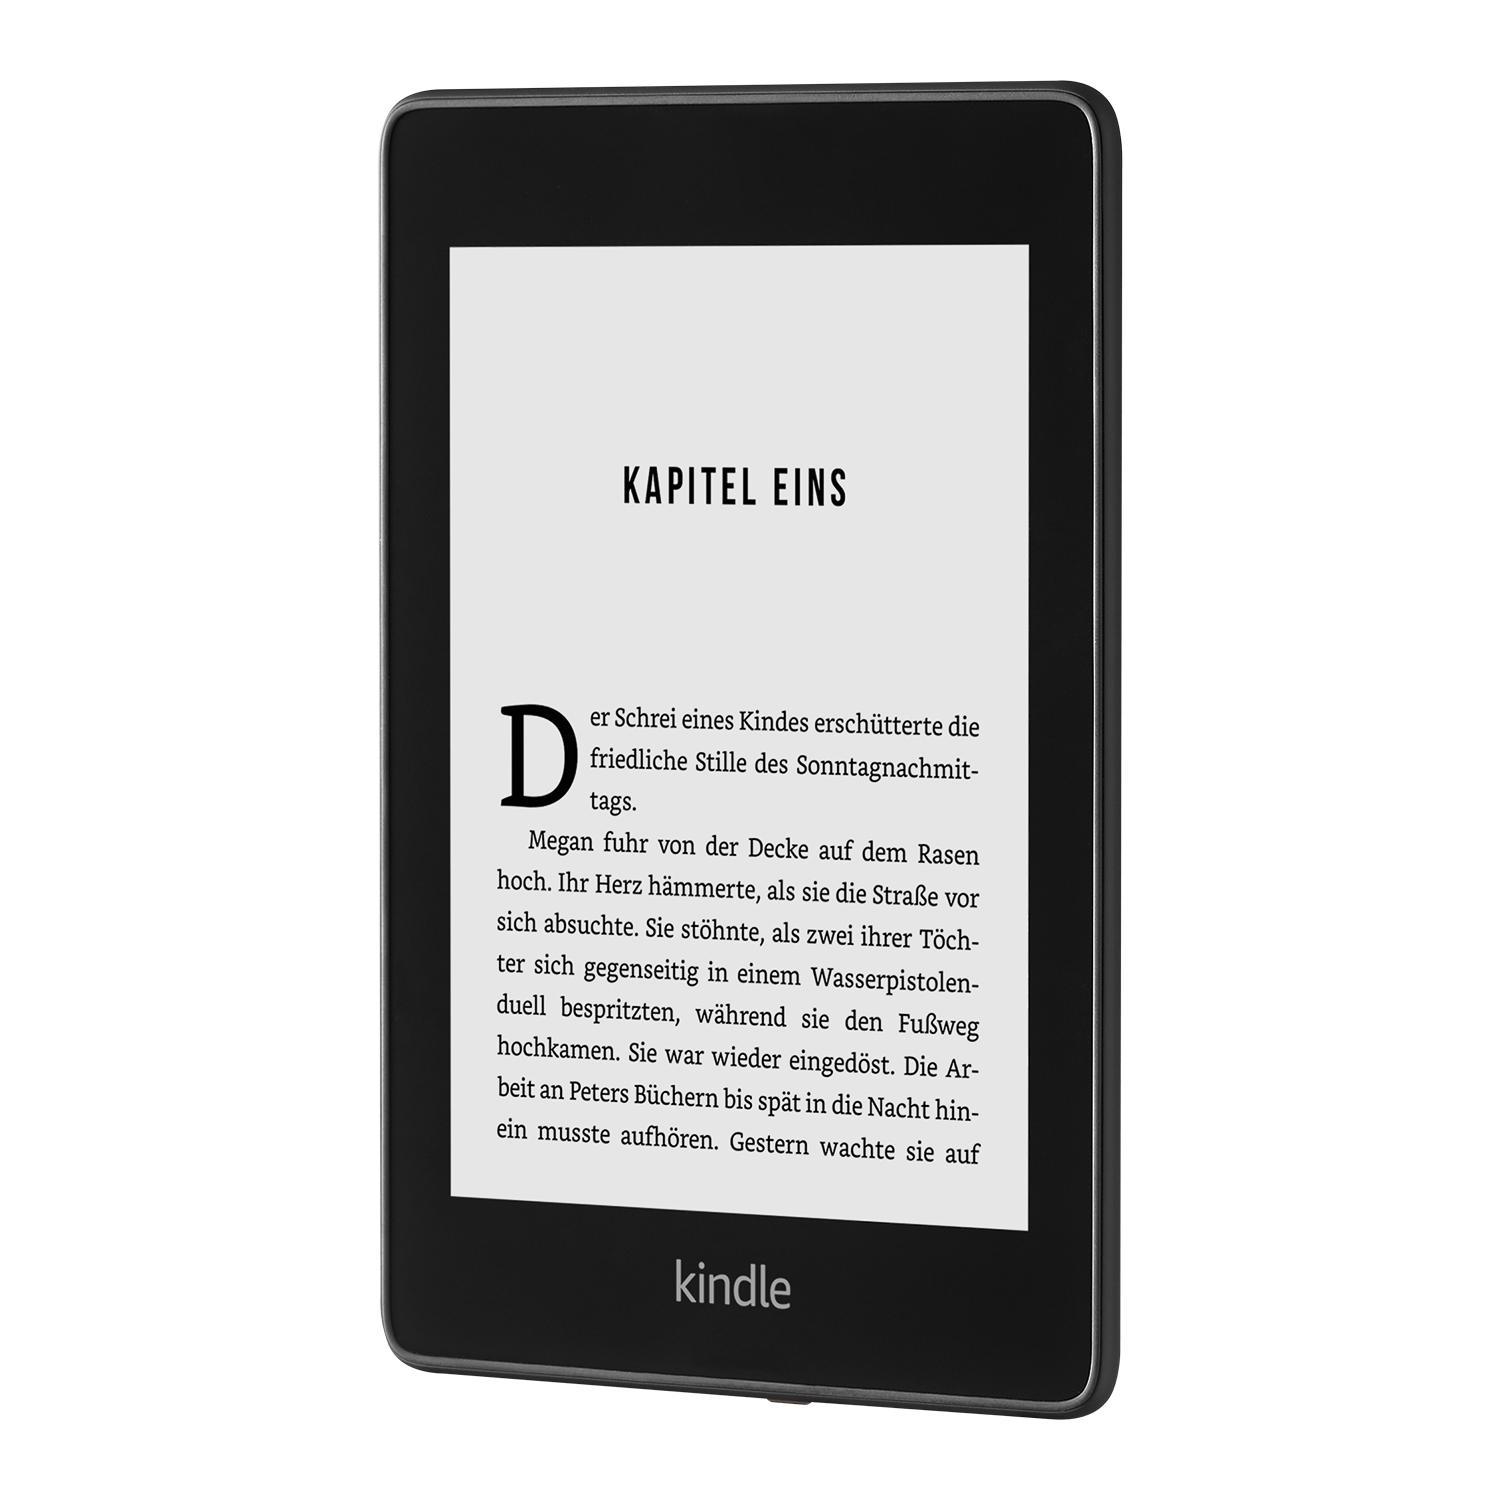 KAPITEL EINS
Der Schrei eines Kindes erschütterte die
friedliche Stille des Sonntagnachmit-
tags.
Megan fuhr von der Decke auf dem Rasen
hoch. Ihr Herz hämmerte, als sie die Straße vor
sich absuchte. Sie stöhnte, als zwei ihrer Töch-
ter sich gegenseitig in einem Wasserpistolen-
duell bespritzten, während sie den Fußweg
hochkamen. Sie war wieder eingedöst. Die Ar-
beit an Peters Büchern bis spät in die Nacht hin-
ein musste aufhören. Gestern wachte sie auf
kindle